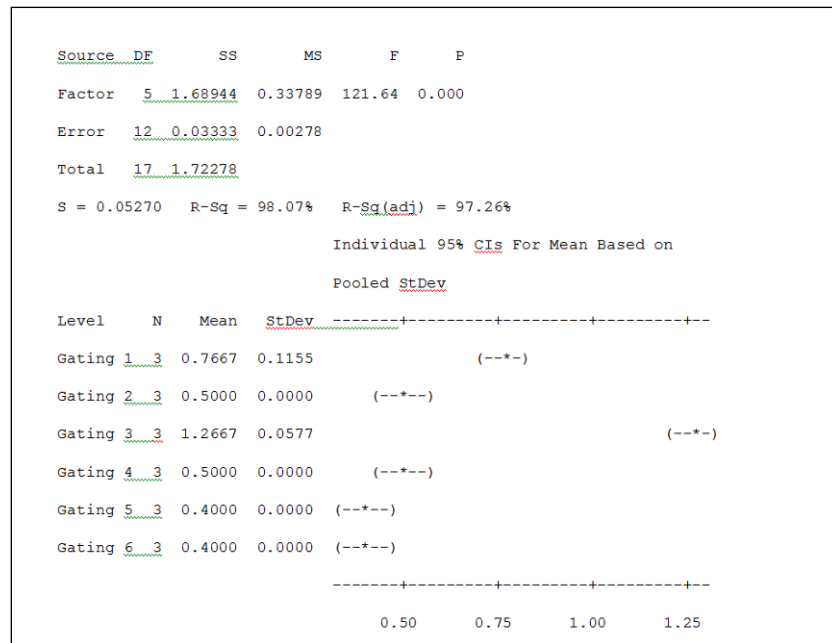 Source  DF       SS       MS       F      P
Factor   5  1.68944  0.33789  121.64  0.000
Error   12  0.03333  0.00278
Total   17  1.72278
S = 0.05270   R-Sq = 98.07%   R-Sq(adj) = 97.26%
Individual 95% CIs For Mean Based on
Pooled StDev
Level     N    Mean   StDev  -------+---------+---------+---------+--
Gating 1  3  0.7667  0.1155                 (--*-)
Gating 2  3  0.5000  0.0000      (--*--)
Gating 3  3  1.2667  0.0577                                     (--*-)
Gating 4  3  0.5000  0.0000      (--*--)
Gating 5  3  0.4000  0.0000  (--*--)
Gating 6  3  0.4000  0.0000  (--*--)
-------+---------+---------+---------+--
0.50      0.75      1.00      1.25